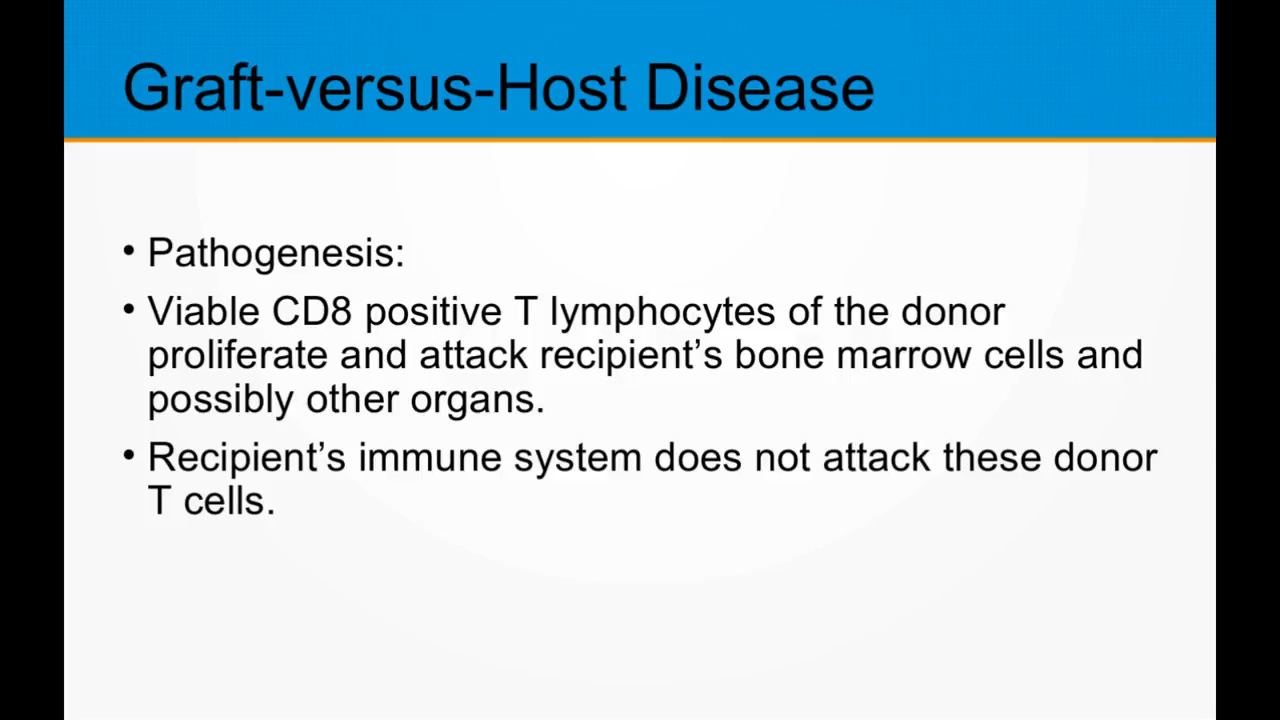 Graft-versus-Host Disease
• Pathogenesis:
• Viable CD8 positive T lymphocytes of the donor
proliferate and attack recipient’s bone marrow cells and
possibly other organs.
• Recipient’s immune system does not attack these donor
T cells.